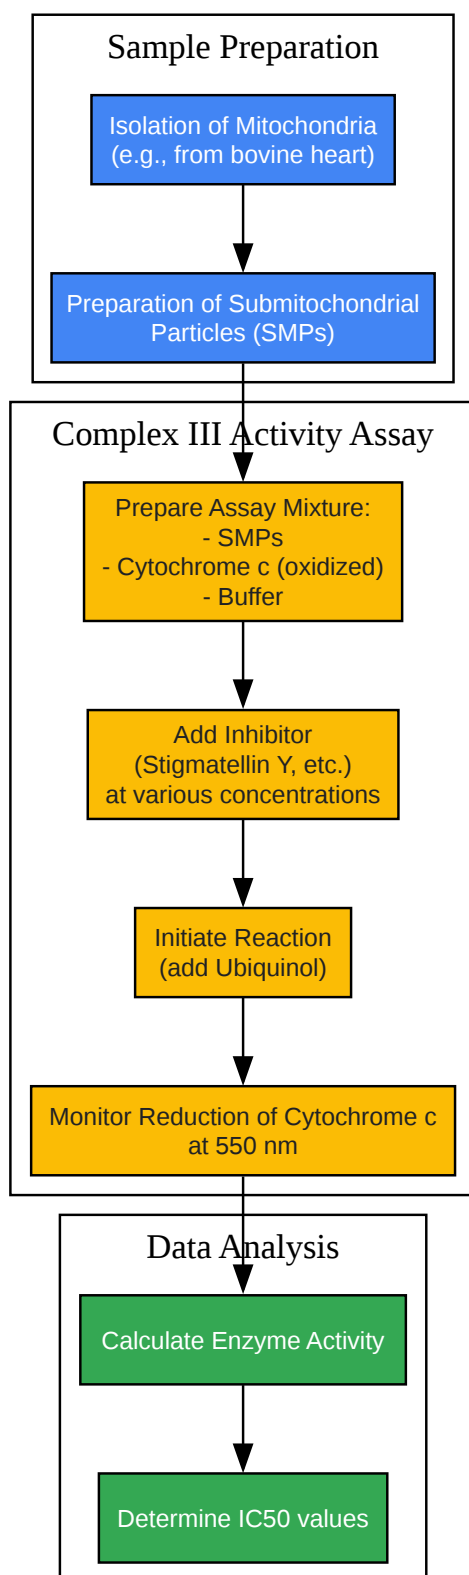 Sample Preparation
Isolation of Mitochondria
(e.g., from bovine heart)
Preparation of Submitochondrial
Particles (SMPs)
Complex III Activity Assay
Prepare Assay Mixture:
- SMPs
- Cytochrome c (oxidized)
- Buffer
Add Inhibitor
(Stigmatellin Y, etc.)
at various concentrations
Initiate Reaction
(add Ubiquinol)
Monitor Reduction of Cytochrome c
at 550 nm
Data Analysis
Calculate Enzyme Activity
Determine IC50 values